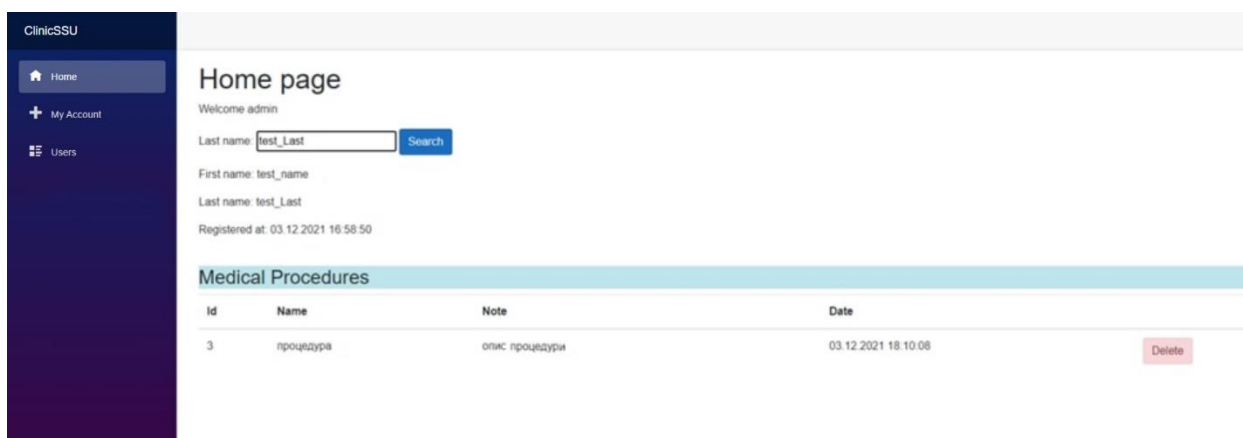 ClinicSSU
Home
My Account
Users
Home page
Welcome admin
Last name: test_Last Search
First name: test_name
Last name: test_Last
Registered at: 03.12.2021 16:58:50
Medical Procedures
Id Name Note Date
3 процедура опис процедури 03.12.2021 18:10:08 Delete